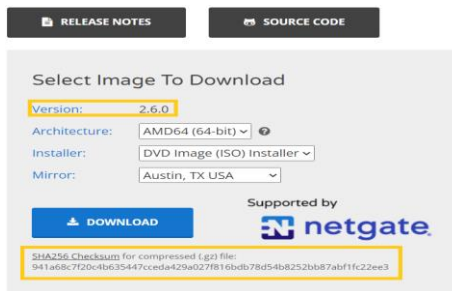 RELEASE NOTES
SOURCE CODE
Select Image To Download
Version: 2.6.0
Architecture: AMD64 (64-bit)
Installer: DVD Image (ISO) Installer
Mirror: Austin, TX USA
Supported by
DOWNLOAD
netgate
SHA256 Checksum for compressed (.gz) file:
941a68c7f20c4b635447cceda429a027f816bdb78d54b8252bb87abf1fc22ee3